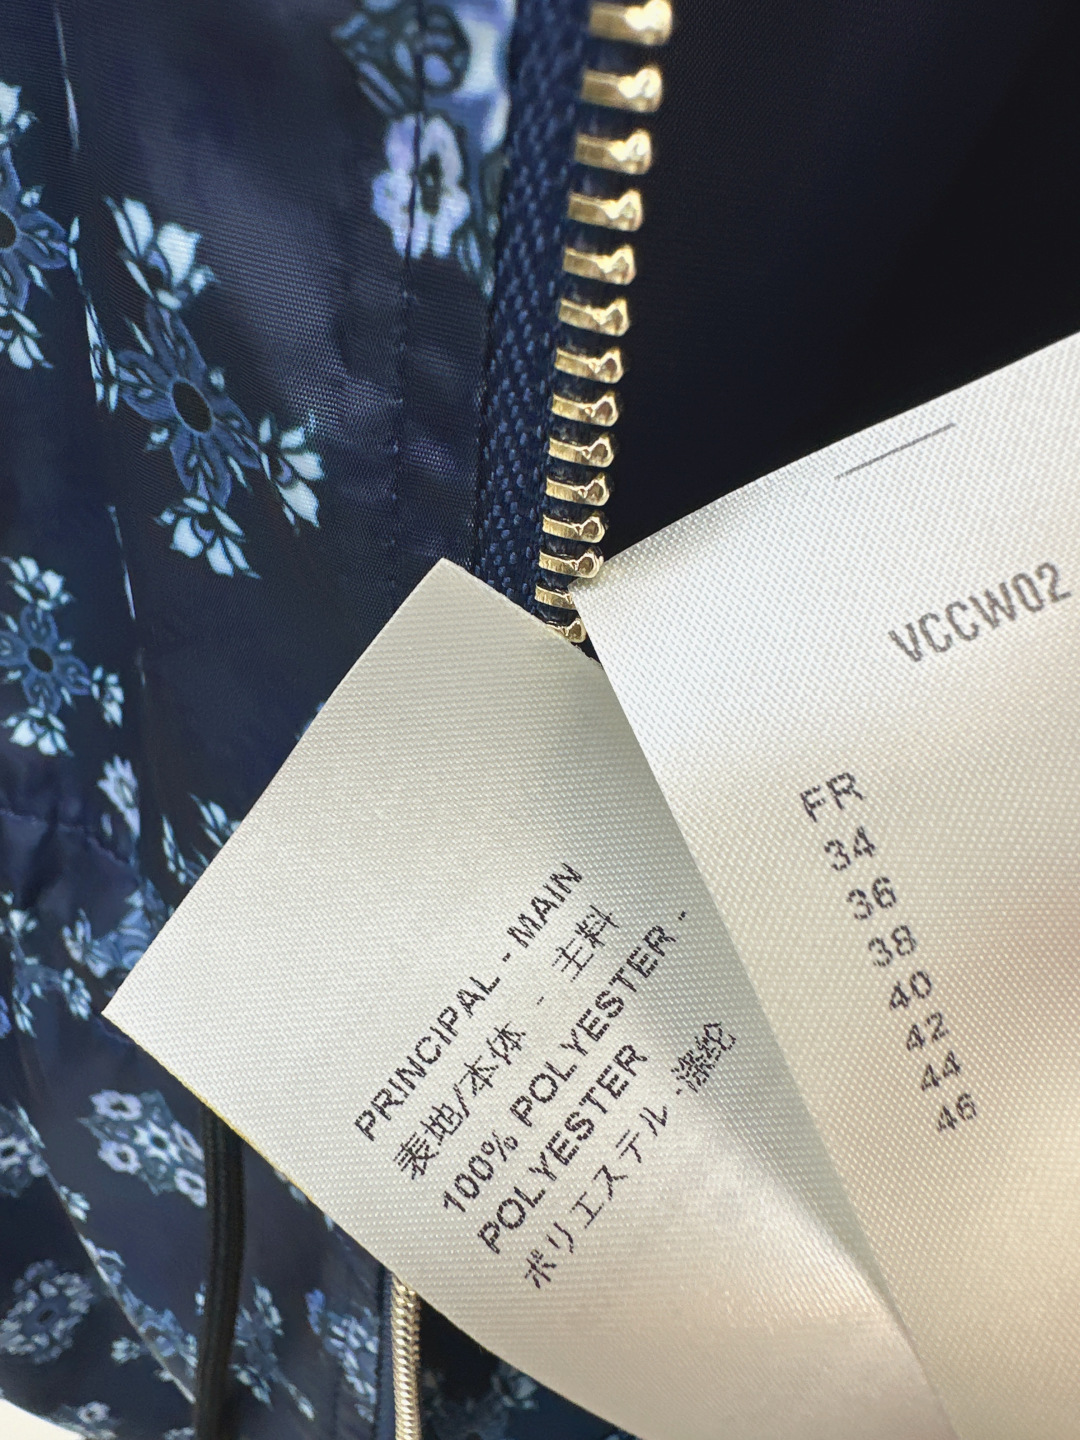 PRINCIPAL - MAIN
表地/本体 - 主料
100% POLYESTER -
POLYESTER
ポリエステル -涤纶
VCCW02
FR
34
36
38
40
42
44
46